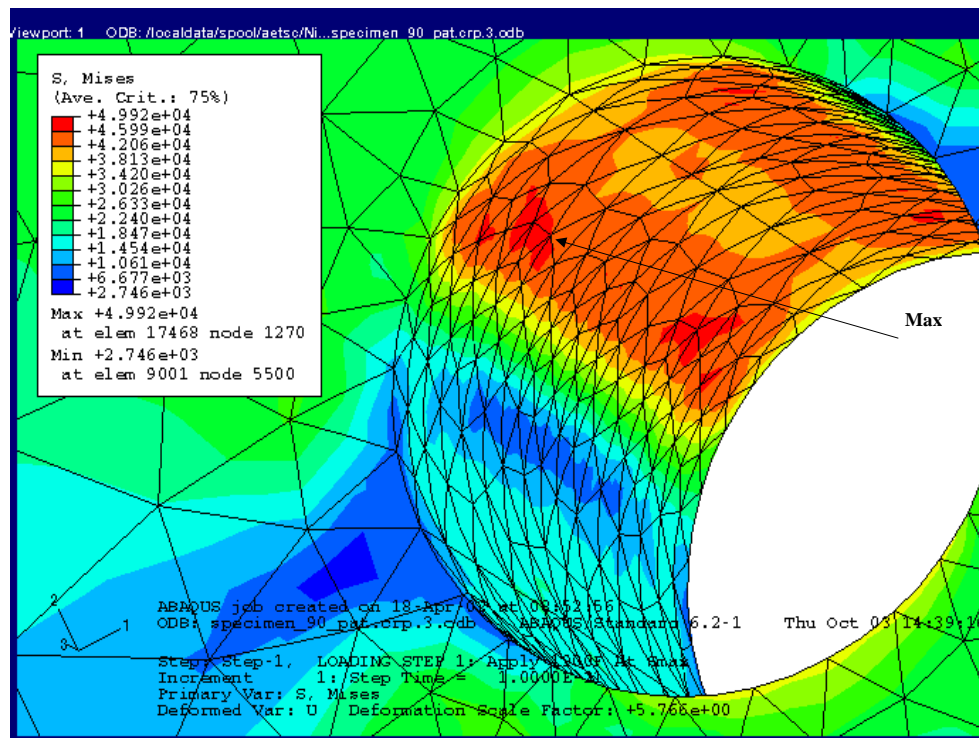 Viewport: 1 ODB: /localdata/spool/aetsc/Ni...specimen_90_pat.crp.3.odb
S, Mises
(Ave. Crit.: 75%)
+4.992e+04
+4.599e+04
+4.206e+04
+3.813e+04
+3.420e+04
+3.026e+04
+2.633e+04
+2.240e+04
+1.847e+04
+1.454e+04
+1.061e+04
+6.677e+03
+2.746e+03
Max +4.992e+04
at elem 17468 node 1270
Min +2.746e+03
at elem 9001 node 5500
Max
2
1
3
ABAQUS job created on 18-Apr- at 08:52:56
ODB: specimen_90_pat.crp.3.odb ABAQUS/Standard 6.2-1 Thu Oct 03 14:39:
Step: Step-1, LOADING STEP 1: Apply At Smax
Increment 1: Step Time = 1.0000E-
Primary Var: S, Mises
Deformed Var: U Deformation Scale Factor: +5.766e+00